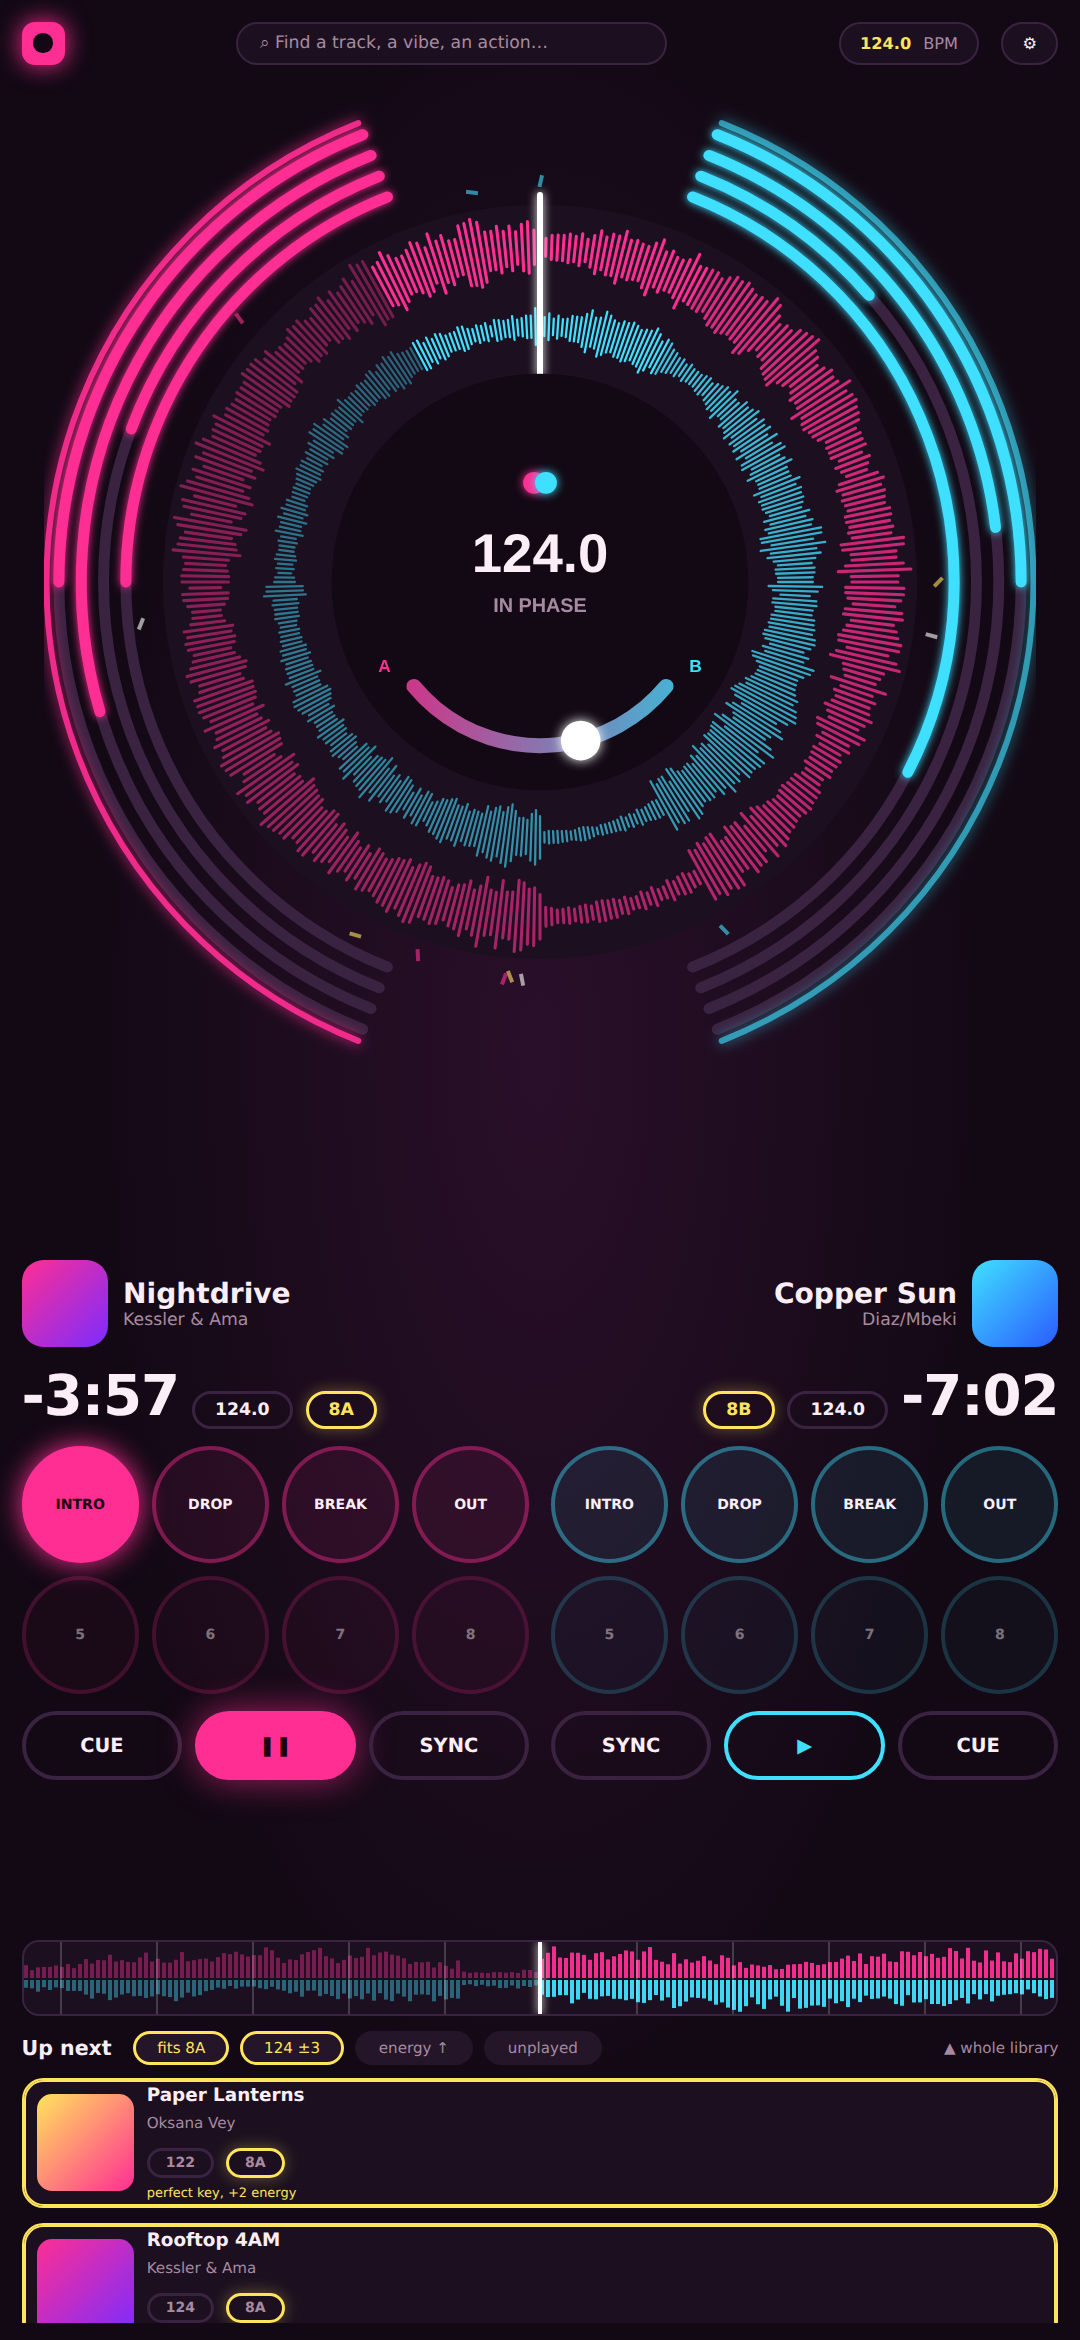 Find a track, a vibe, an action...
124.0 BPM
124.0
IN PHASE
A
B
Nightdrive
Kessler & Ama
Copper Sun
Diaz/Mbeki
-3:57
124.0
8A
8B
124.0
-7:02
INTRO
DROP
BREAK
OUT
INTRO
DROP
BREAK
OUT
5
6
7
8
5
6
7
8
CUE
SYNC
SYNC
CUE
Up next
fits 8A
124 ±3
energy ↑
unplayed
▲ whole library
Paper Lanterns
Oksana Vey
122
8A
perfect key, +2 energy
Rooftop 4AM
Kessler & Ama
124
8A